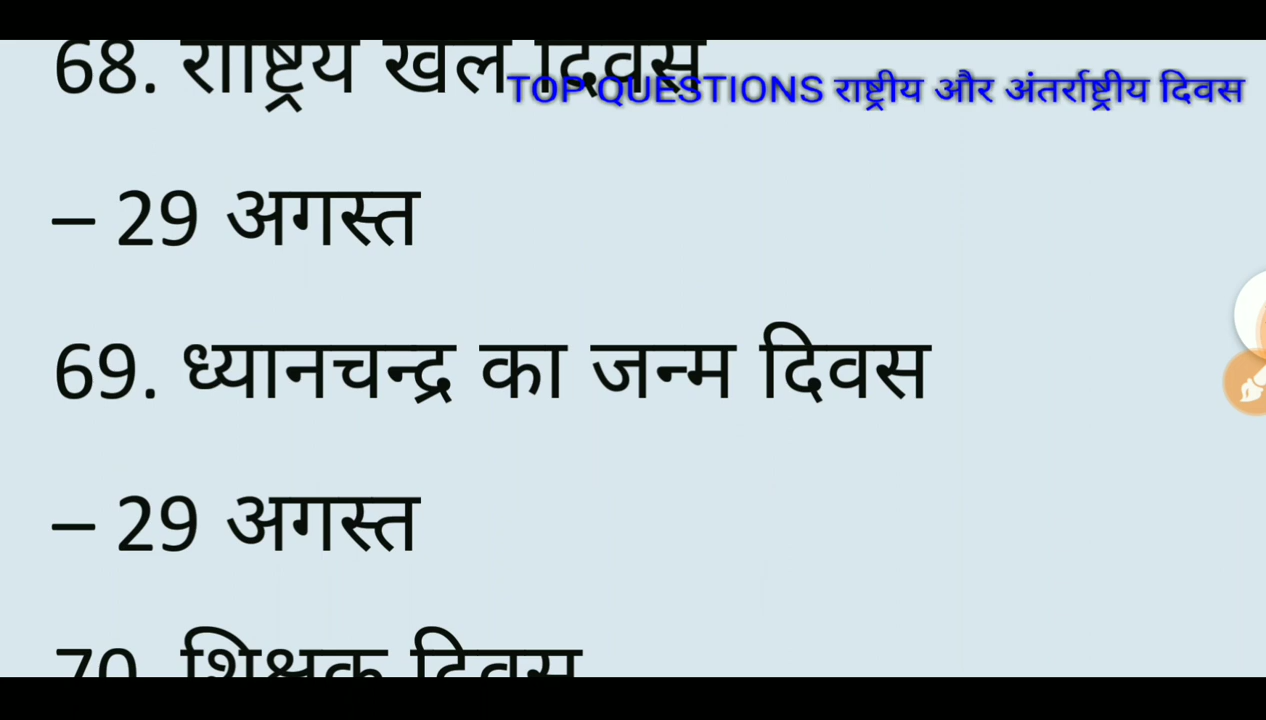 68. राष्ट्रिय खेल दिवस
TOP QUESTIONS राष्ट्रीय और अंतर्राष्ट्रीय दिवस
– 29 अगस्त
69. ध्यानचन्द्र का जन्म दिवस
– 29 अगस्त
70. शिक्षक दिवस